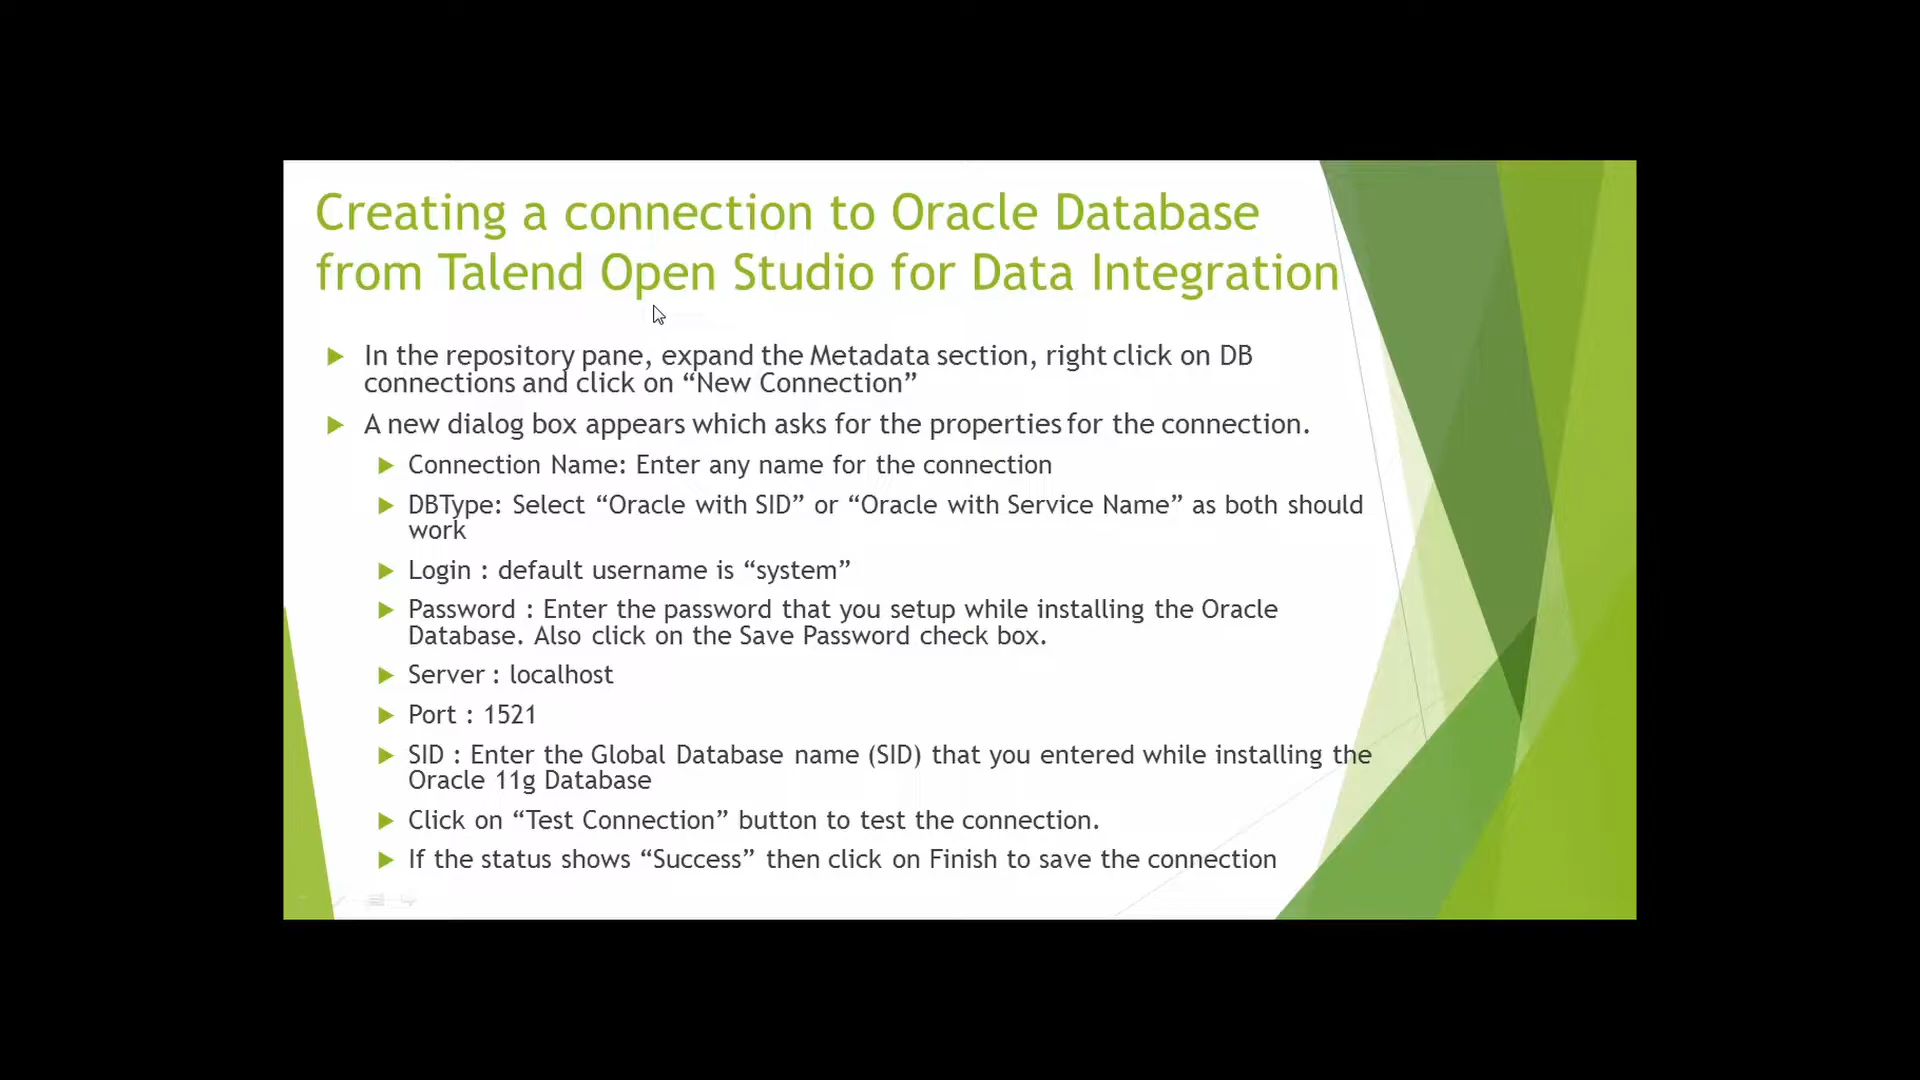 Creating a connection to Oracle Database
from Talend Open Studio for Data Integration
In the repository pane, expand the Metadata section, right click on DB
connections and click on “New Connection”
A new dialog box appears which asks for the properties for the connection.
Connection Name: Enter any name for the connection
DBType: Select “Oracle with SID” or “Oracle with Service Name” as both should
work
Login : default username is “system”
Password : Enter the password that you setup while installing the Oracle
Database. Also click on the Save Password check box.
Server : localhost
Port : 1521
SID : Enter the Global Database name (SID) that you entered while installing the
Oracle 11g Database
Click on “Test Connection” button to test the connection.
If the status shows “Success” then click on Finish to save the connection